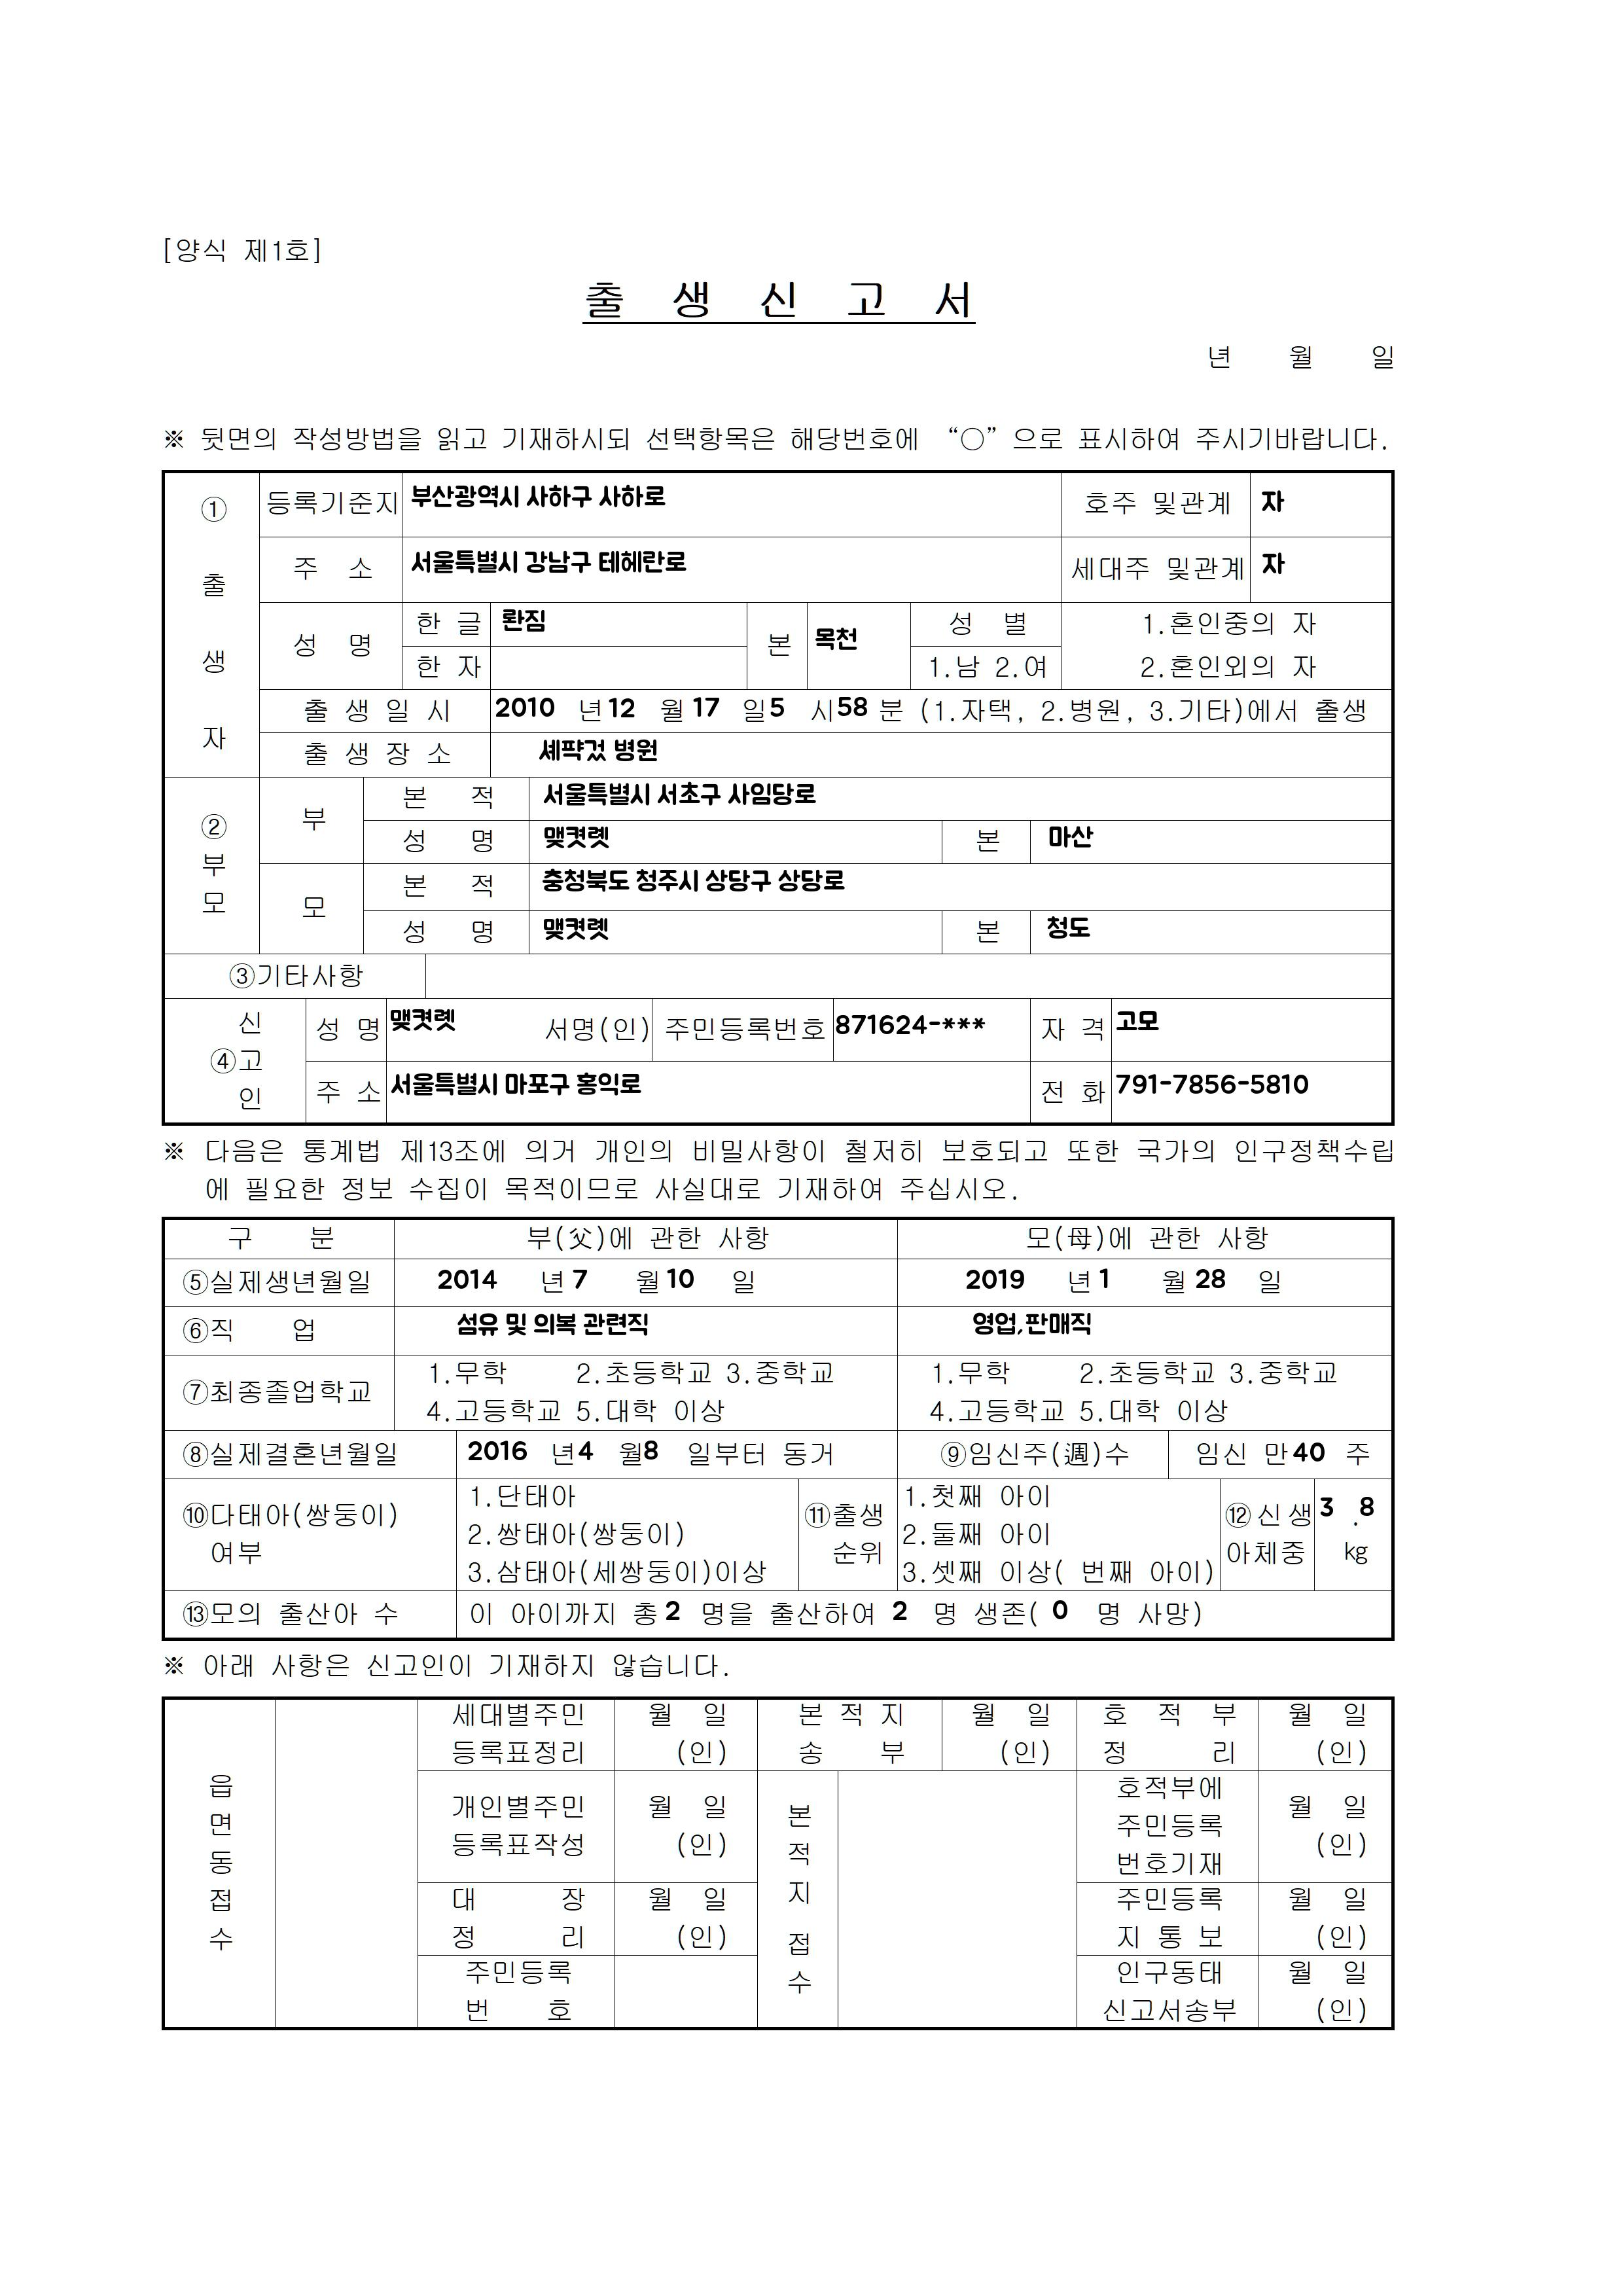 [양식 제1호]
출 생 신 고 서
년 월 일
※ 뒷면의 작성방법을 읽고 기재하시되 선택항목은 해당번호에 “○”으로 표시하여 주시기바랍니다.
① 출 생 자
등록기준지 부산광역시 사하구 사하로 호주 및관계 자
주 소 서울특별시 강남구 테헤란로 세대주 및관계 자
성 명 한 글 롼짐 본 목천 성 별 1.혼인중의 자
한 자 1.남 2.여 2.혼인외의 자
출 생 일 시 2010 년 12 월 17 일 5 시 58 분 (1.자택, 2.병원, 3.기타)에서 출생
출 생 장 소 세퍅겄 병원
② 부 모
부 본 적 서울특별시 서초구 사임당로
성 명 맺켯롓 본 마산
모 본 적 충청북도 청주시 상당구 상당로
성 명 맺켯롓 본 청도
③기타사항
④ 신 고 인
성 명 맺켯롓 서명(인) 주민등록번호 871624-*** 자 격 고모
주 소 서울특별시 마포구 홍익로 전 화 791-7856-5810
※ 다음은 통계법 제13조에 의거 개인의 비밀사항이 철저히 보호되고 또한 국가의 인구정책수립
에 필요한 정보 수집이 목적이므로 사실대로 기재하여 주십시오.
구 분 부(父)에 관한 사항 모(母)에 관한 사항
⑤실제생년월일 2014 년 7 월 10 일 2019 년 1 월 28 일
⑥직 업 섬유 및 의복 관련직 영업,판매직
⑦최종졸업학교 1.무학 2.초등학교 3.중학교 1.무학 2.초등학교 3.중학교
4.고등학교 5.대학 이상 4.고등학교 5.대학 이상
⑧실제결혼년월일 2016 년 4 월 8 일부터 동거 ⑨임신주(週)수 임신 만 40 주
⑩다태아(쌍둥이) 여부
1.단태아
2.쌍태아(쌍둥이)
3.삼태아(세쌍둥이)이상
⑪출생 순위
1.첫째 아이
2.둘째 아이
3.셋째 이상( 번째 아이)
⑫신생 아체중 3 .8 kg
⑬모의 출산아 수 이 아이까지 총 2 명을 출산하여 2 명 생존( 0 명 사망)
※ 아래 사항은 신고인이 기재하지 않습니다.
읍 면 동 접 수
세대별주민 등록표정리 월 일 (인) 본 적 지 송 부 월 일 (인) 호 적 부 정 리 월 일 (인)
개인별주민 등록표작성 월 일 (인) 본 적 지 접 수 호적부에 주민등록 번호기재 월 일 (인)
대 장 정 리 월 일 (인) 주민등록 지 통 보 월 일 (인)
주민등록 번 호 인구동태 신고서송부 월 일 (인)